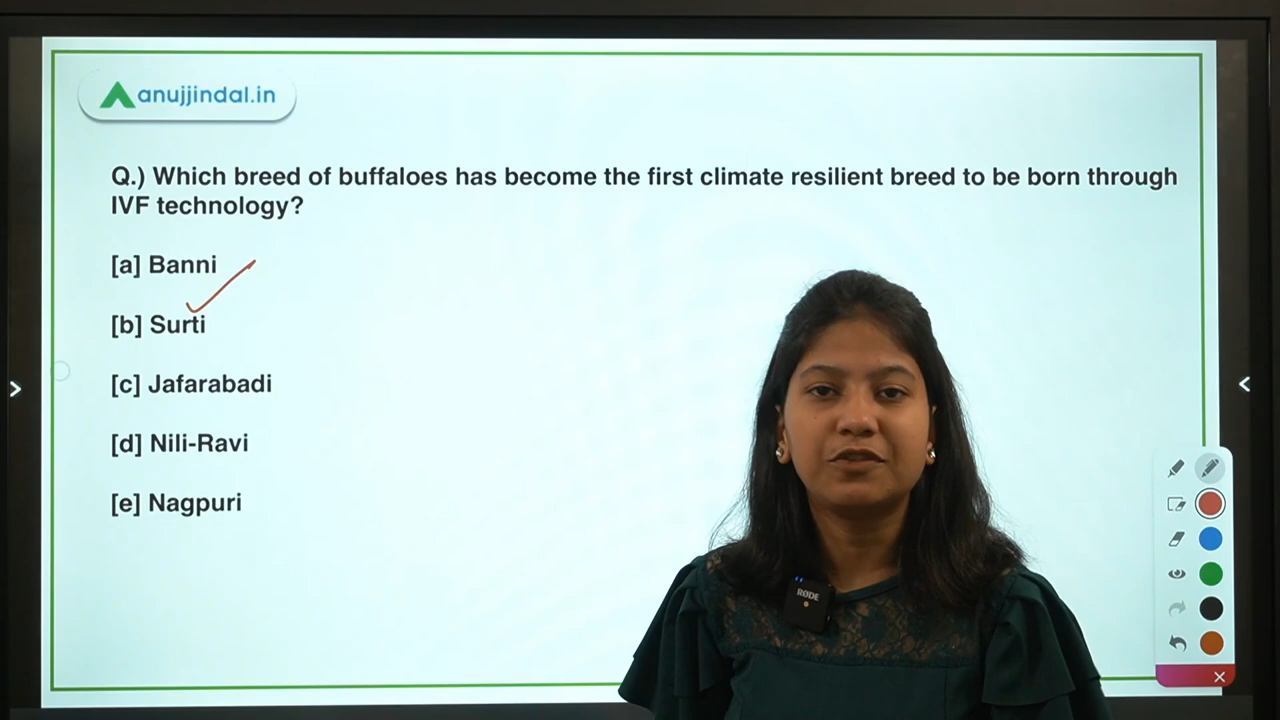 anujjindal.in
Q.) Which breed of buffaloes has become the first climate resilient breed to be born through
IVF technology?
[a] Banni
[b] Surti
[c] Jafarabadi
[d] Nili-Ravi
[e] Nagpuri
RØDE